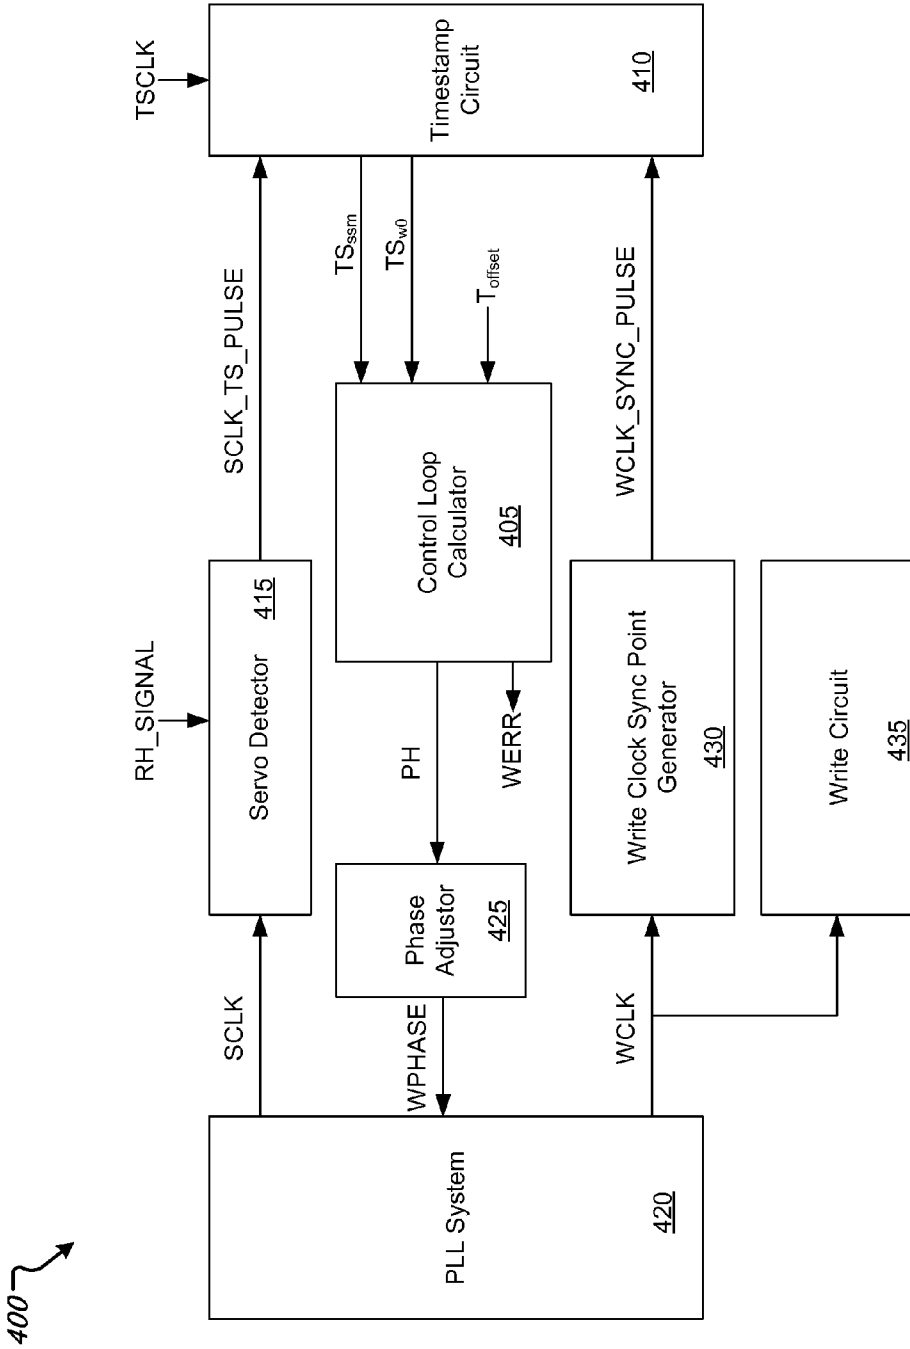 400
TSCLK
RH_SIGNAL
SCLK
Servo Detector
415
SCLK_TS_PULSE
Timestamp
Circuit
410
PLL System
420
WPHASE
Phase
Adjustor
425
PH
WERR
Control Loop
Calculator
405
TSssm
TSw0
Toffset
WCLK
Write Clock Sync Point
Generator
430
WCLK_SYNC_PULSE
Write Circuit
435